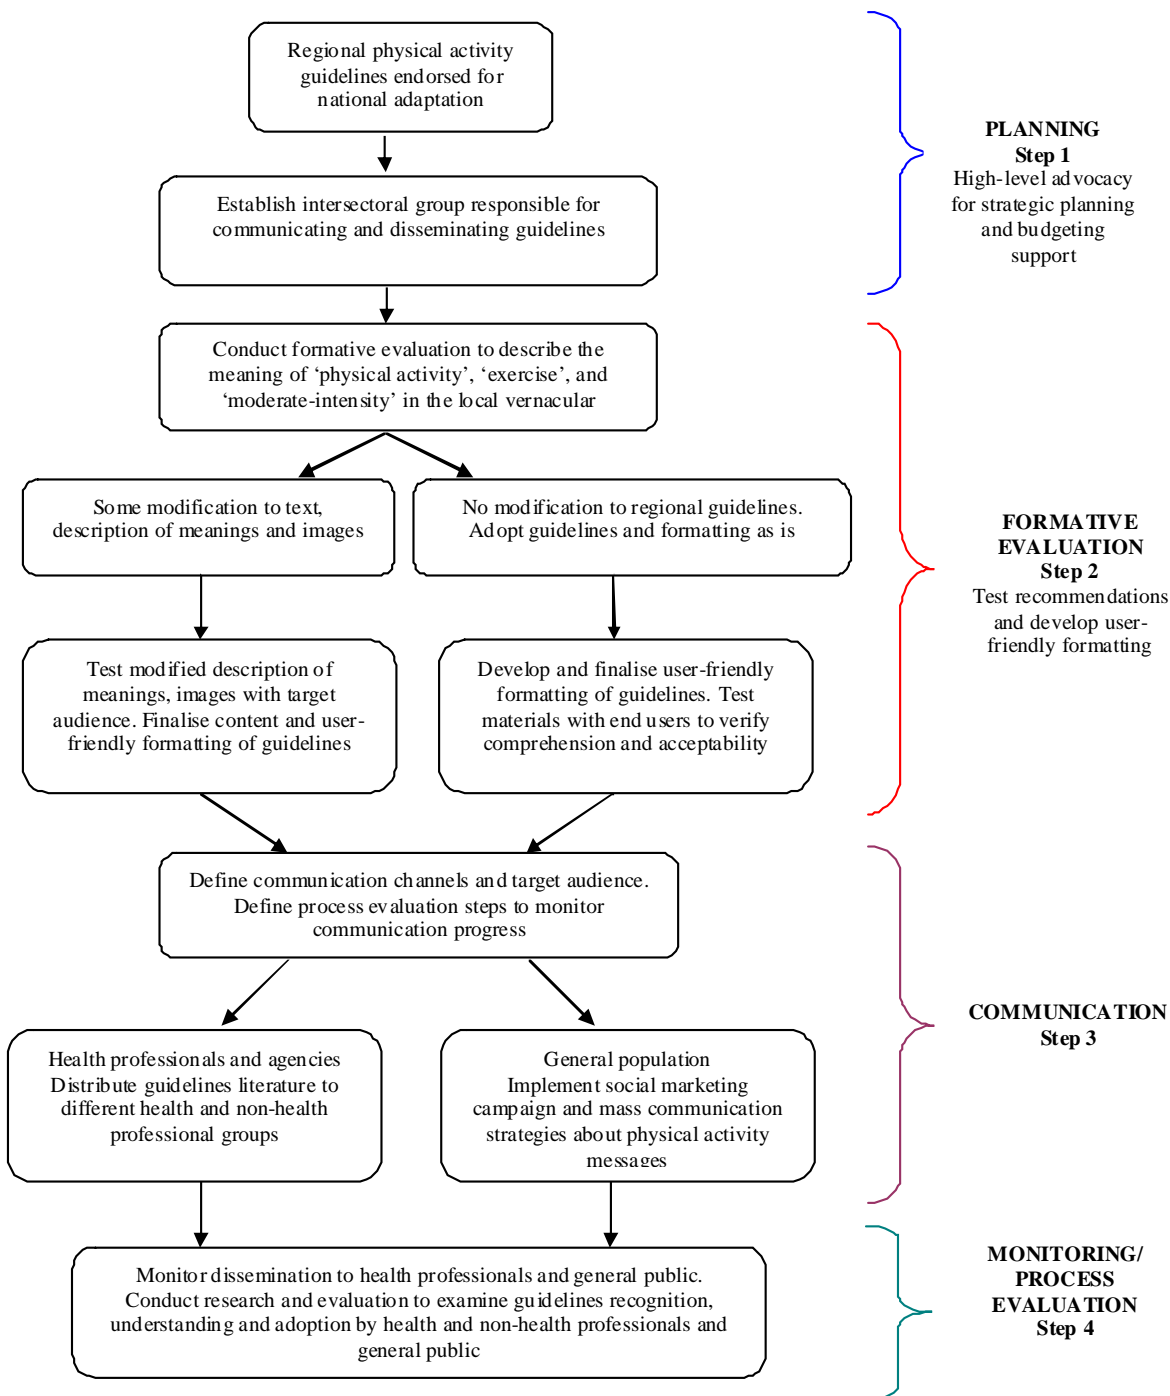 Regional physical activity
guidelines endorsed for
national adaptation
PLANNING
Step 1
High-level advocacy
for strategic planning
and budgeting
support
Establish intersectoral group responsible for
communicating and disseminating guidelines
Conduct formative evaluation to describe the
meaning of ‘physical activity’, ‘exercise’, and
‘moderate-intensity’ in the local vernacular
Some modification to text,
description of meanings and images
No modification to regional guidelines.
Adopt guidelines and formatting as is
FORMATIVE
EVALUATION
Step 2
Test recommendations
and develop user-
friendly formatting
Test modified description of
meanings, images with target
audience. Finalise content and user-
friendly formatting of guidelines
Develop and finalise user-friendly
formatting of guidelines. Test
materials with end users to verify
comprehension and acceptability
Define communication channels and target audience.
Define process evaluation steps to monitor
communication progress
COMMUNICATION
Step 3
Health professionals and agencies
Distribute guidelines literature to
different health and non-health
professional groups
General population
Implement social marketing
campaign and mass communication
strategies about physical activity
messages
Monitor dissemination to health professionals and general public.
Conduct research and evaluation to examine guidelines recognition,
understanding and adoption by health and non-health professionals and
general public
MONITORING/
PROCESS
EVALUATION
Step 4